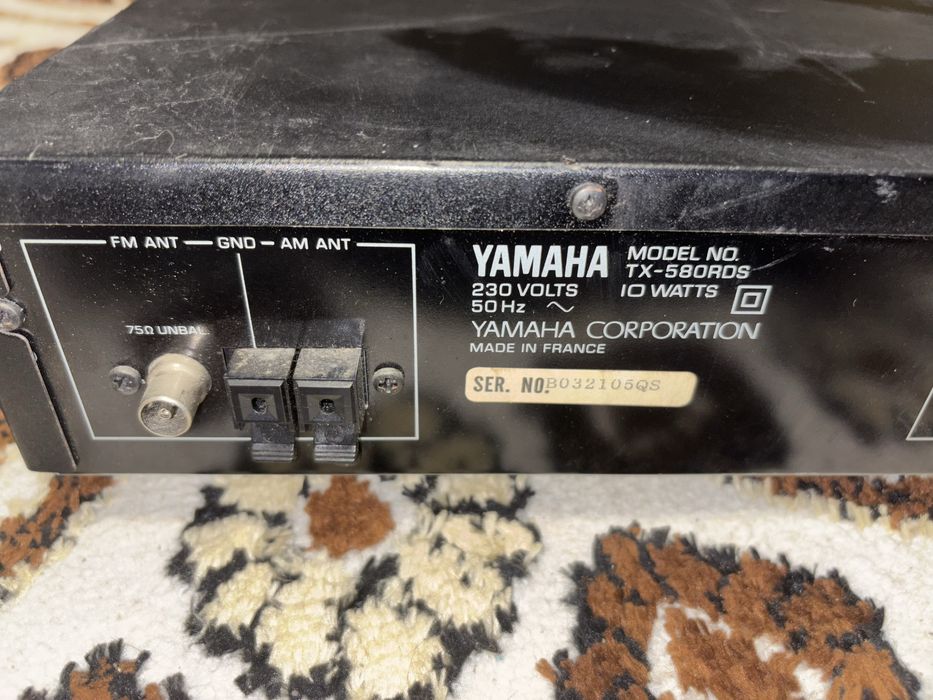 FM ANT GND AM ANT
75Ω UNBAL.
YAMAHA MODEL NO.
TX-580RDS
230 VOLTS 10 WATTS
50 Hz ~
YAMAHA CORPORATION
MADE IN FRANCE
SER. NO. B032105QS